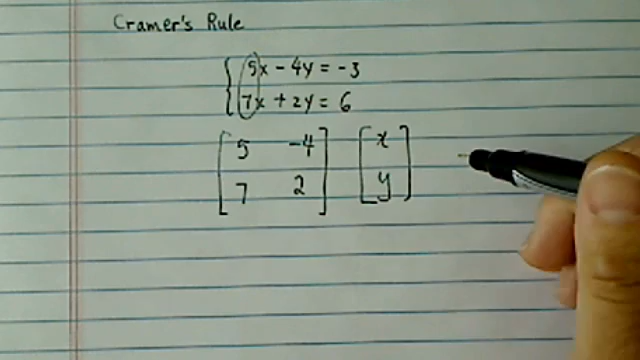 Cramer's Rule
5x - 4y = -3
7x + 2y = 6
5 -4 x
7 2 y